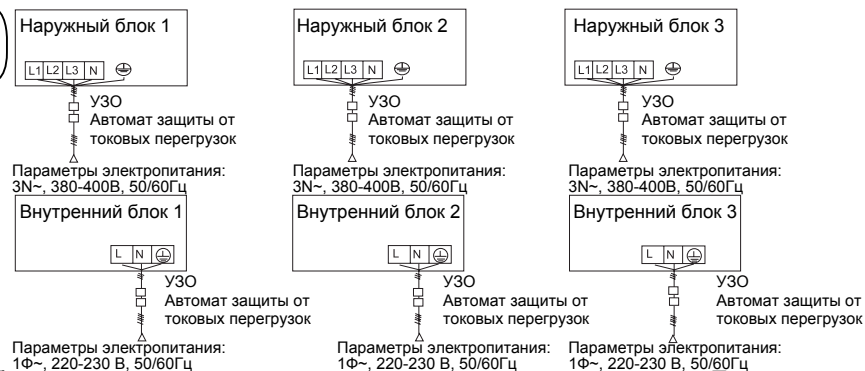 Наружный блок 1
L1 L2 L3 N
УЗО
Автомат защиты от
токовых перегрузок
Параметры электропитания:
3N~, 380-400В, 50/60Гц
Наружный блок 2
L1 L2 L3 N
УЗО
Автомат защиты от
токовых перегрузок
Параметры электропитания:
3N~, 380-400В, 50/60Гц
Наружный блок 3
L1 L2 L3 N
УЗО
Автомат защиты от
токовых перегрузок
Параметры электропитания:
3N~, 380-400В, 50/60Гц
Внутренний блок 1
L N
УЗО
Автомат защиты от
токовых перегрузок
Параметры электропитания:
1Ф~, 220-230 В, 50/60Гц
Внутренний блок 2
L N
УЗО
Автомат защиты от
токовых перегрузок
Параметры электропитания:
1Ф~, 220-230 В, 50/60Гц
Внутренний блок 3
L N
УЗО
Автомат защиты от
токовых перегрузок
Параметры электропитания:
1Ф~, 220-230 В, 50/60Гц